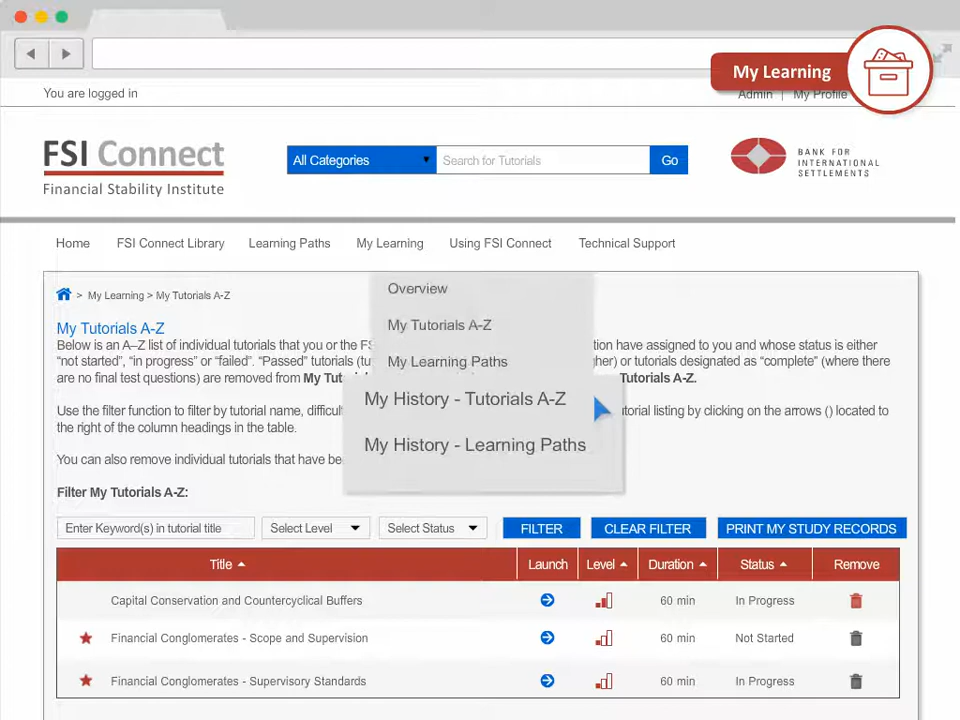 My Learning
You are logged in
Admin | My Profile
FSI Connect
Financial Stability Institute
All Categories
Search for Tutorials
Go
BANK FOR
INTERNATIONAL
SETTLEMENTS
Home FSI Connect Library Learning Paths My Learning Using FSI Connect Technical Support
> My Learning > My Tutorials A-Z
Overview
My Tutorials A-Z
My Learning Paths
My History - Tutorials A-Z
My History - Learning Paths
My Tutorials A-Z
Below is an A–Z list of individual tutorials that you or the FS tion have assigned to you and whose status is either
“not started”, “in progress” or “failed”. “Passed” tutorials (tu gher) or tutorials designated as “complete” (where there
are no final test questions) are removed from My Tut Tutorials A-Z.
Use the filter function to filter by tutorial name, difficul utorial listing by clicking on the arrows () located to
the right of the column headings in the table.
You can also remove individual tutorials that have be
Filter My Tutorials A-Z:
Enter Keyword(s) in tutorial title Select Level Select Status FILTER CLEAR FILTER PRINT MY STUDY RECORDS
Title Launch Level Duration Status Remove
Capital Conservation and Countercyclical Buffers 60 min In Progress
Financial Conglomerates - Scope and Supervision 60 min Not Started
Financial Conglomerates - Supervisory Standards 60 min In Progress